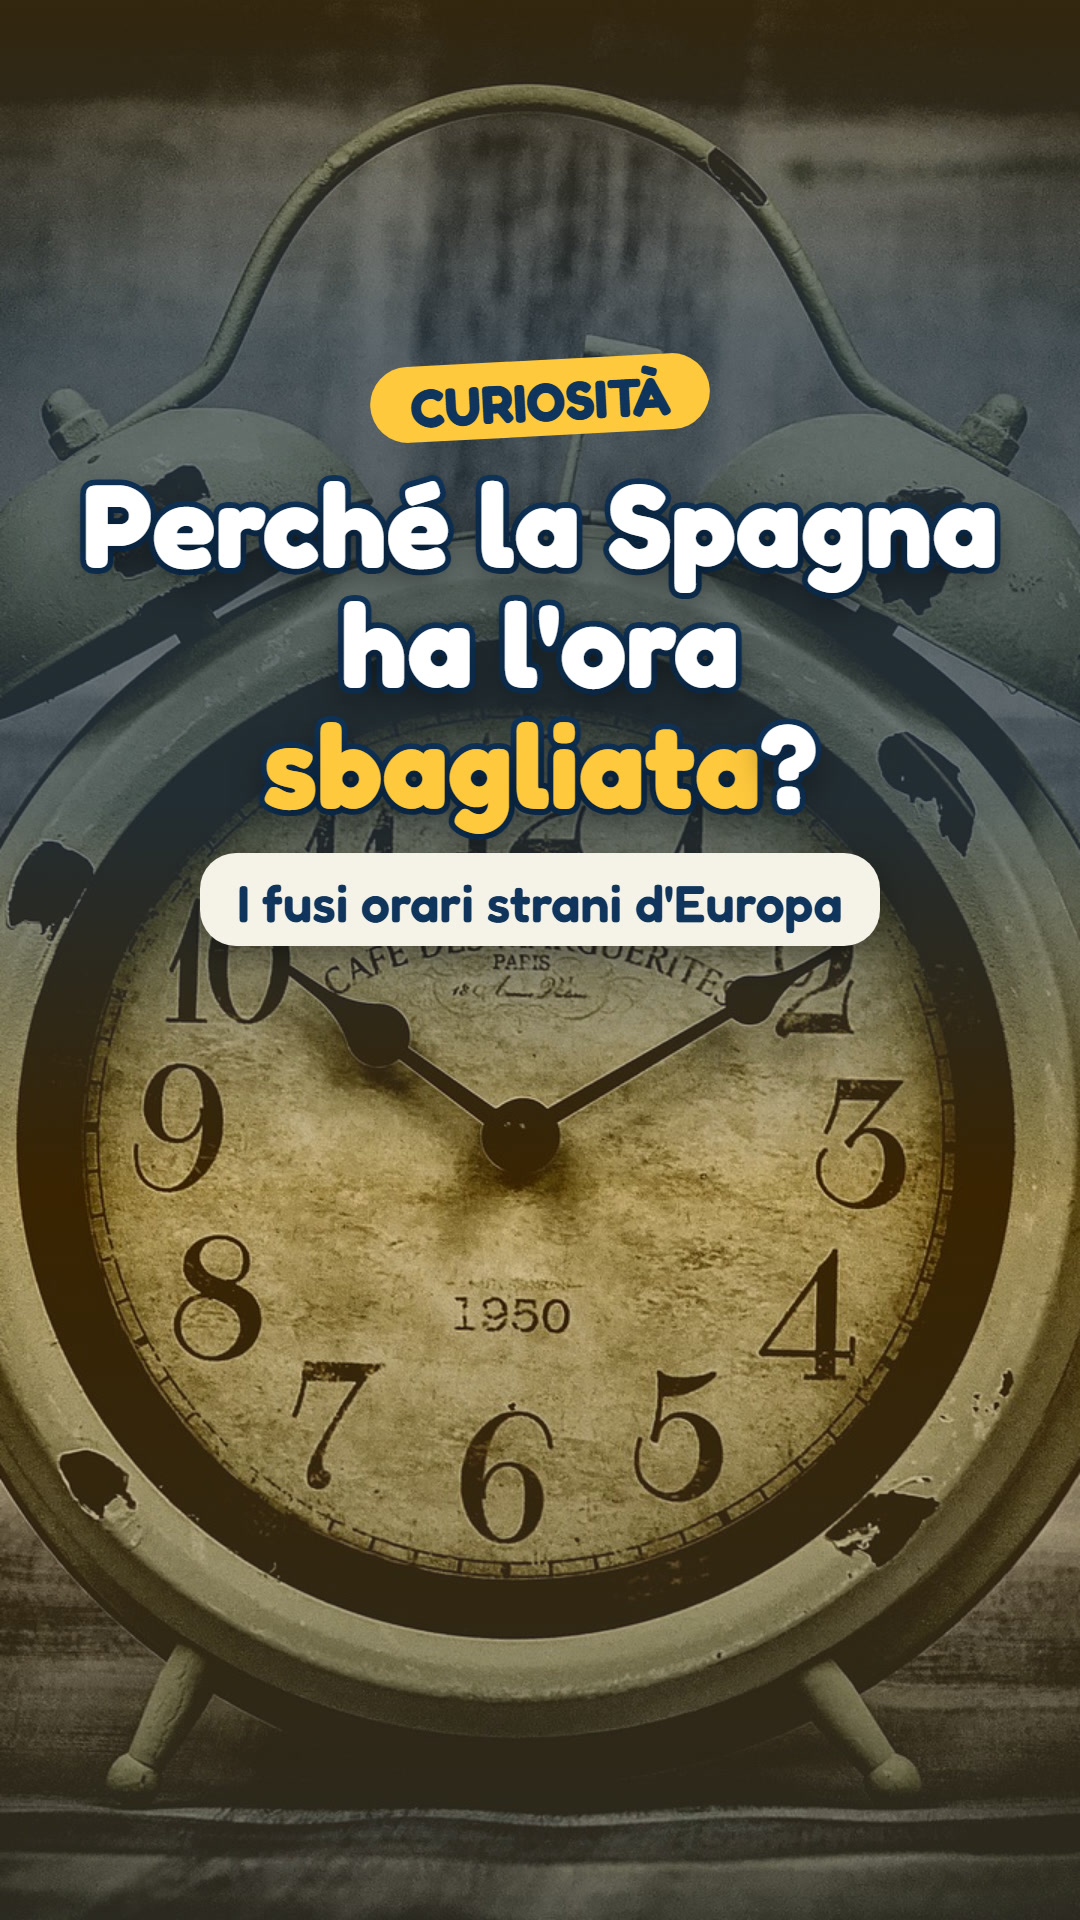 CURIOSITÀ
Perché la Spagna
ha l'ora
sbagliata?
I fusi orari strani d'Europa
CAFE DES MARGUERITES
PARIS
10
2
9
3
8
4
1950
7
5
6